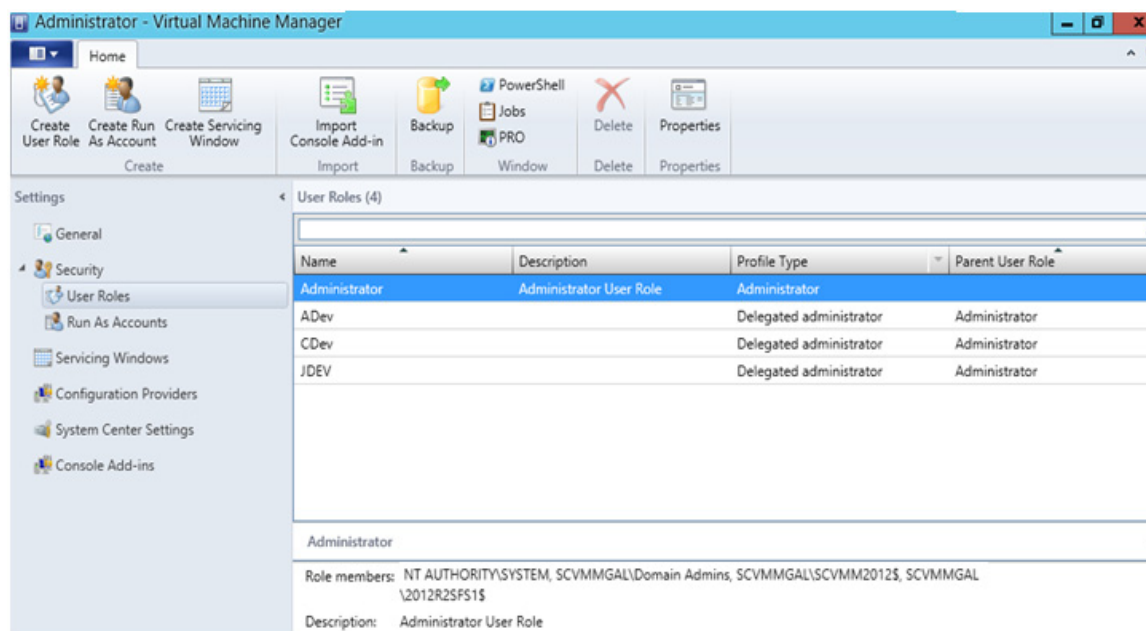 Administrator - Virtual Machine Manager
Home
Create User Role
Create Run As Account
Create Servicing Window
Import Console Add-in
Backup
PowerShell
Jobs
PRO
Delete
Properties
Create
Import
Backup
Window
Delete
Properties
Settings
General
Security
User Roles
Run As Accounts
Servicing Windows
Configuration Providers
System Center Settings
Console Add-ins
User Roles (4)
Name Description Profile Type Parent User Role
Administrator Administrator User Role Administrator
ADev Delegated administrator Administrator
CDev Delegated administrator Administrator
JDEV Delegated administrator Administrator
Administrator
Role members: NT AUTHORITY\SYSTEM, SCVMMGAL\Domain Admins, SCVMMGAL\SCVMM2012$, SCVMMGAL
\2012R2SFS1$
Description: Administrator User Role